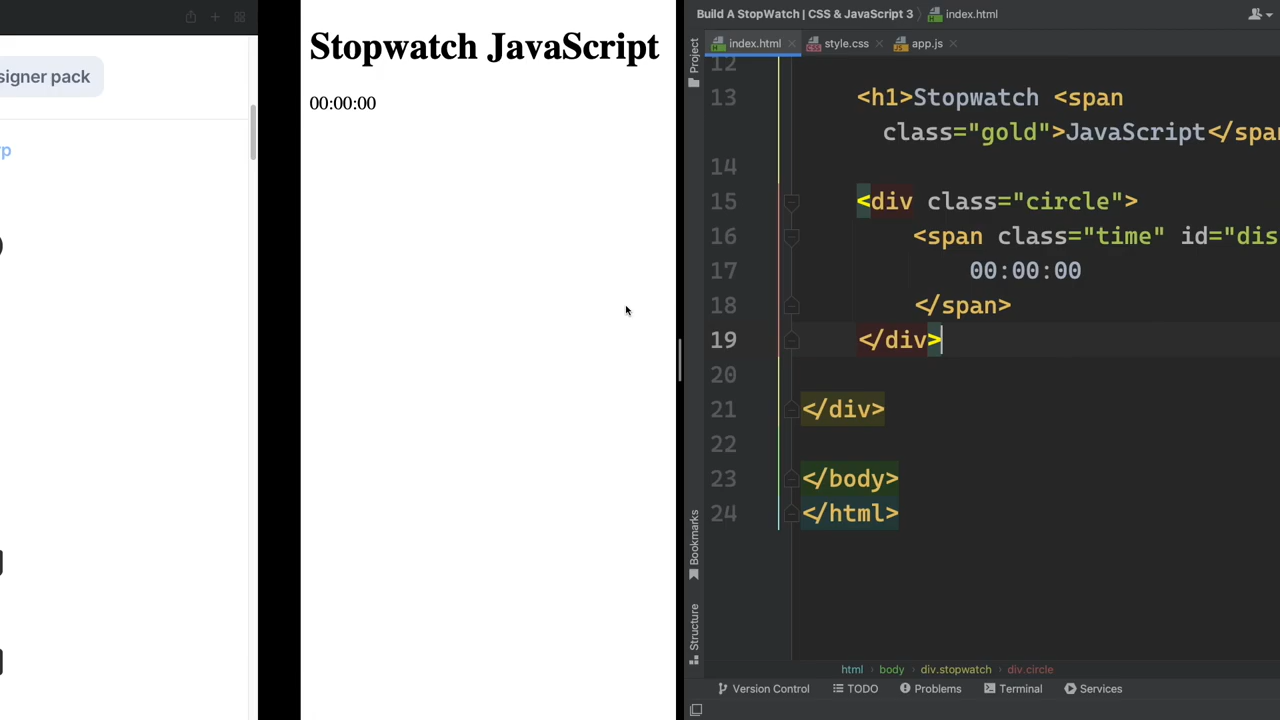 signer pack
Stopwatch JavaScript
00:00:00
Build A StopWatch | CSS & JavaScript 3 index.html
index.html style.css app.js
Project
12
13 <h1>Stopwatch <span
class="gold">JavaScript</spa
14
15 <div class="circle">
16 <span class="time" id="dis
17 00:00:00
18 </span>
19 </div>
20
21 </div>
22
23 </body>
24 </html>
Bookmarks
Structure
html body div.stopwatch div.circle
Version Control TODO Problems Terminal Services